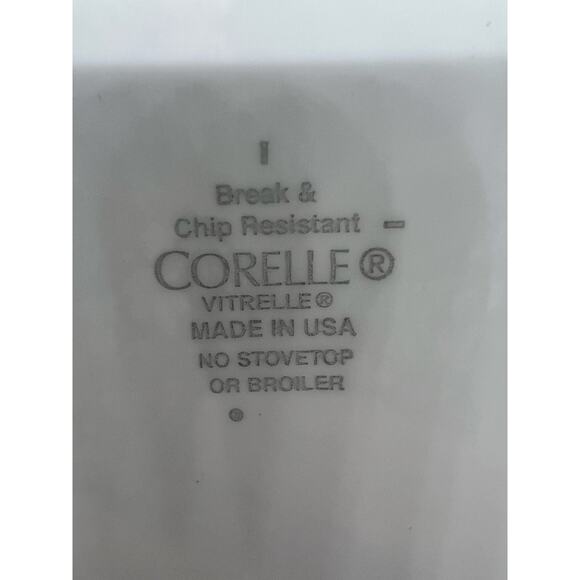 Break &
Chip Resistant
CORELLE®
VITRELLE®
MADE IN USA
NO STOVETOP
OR BROILER